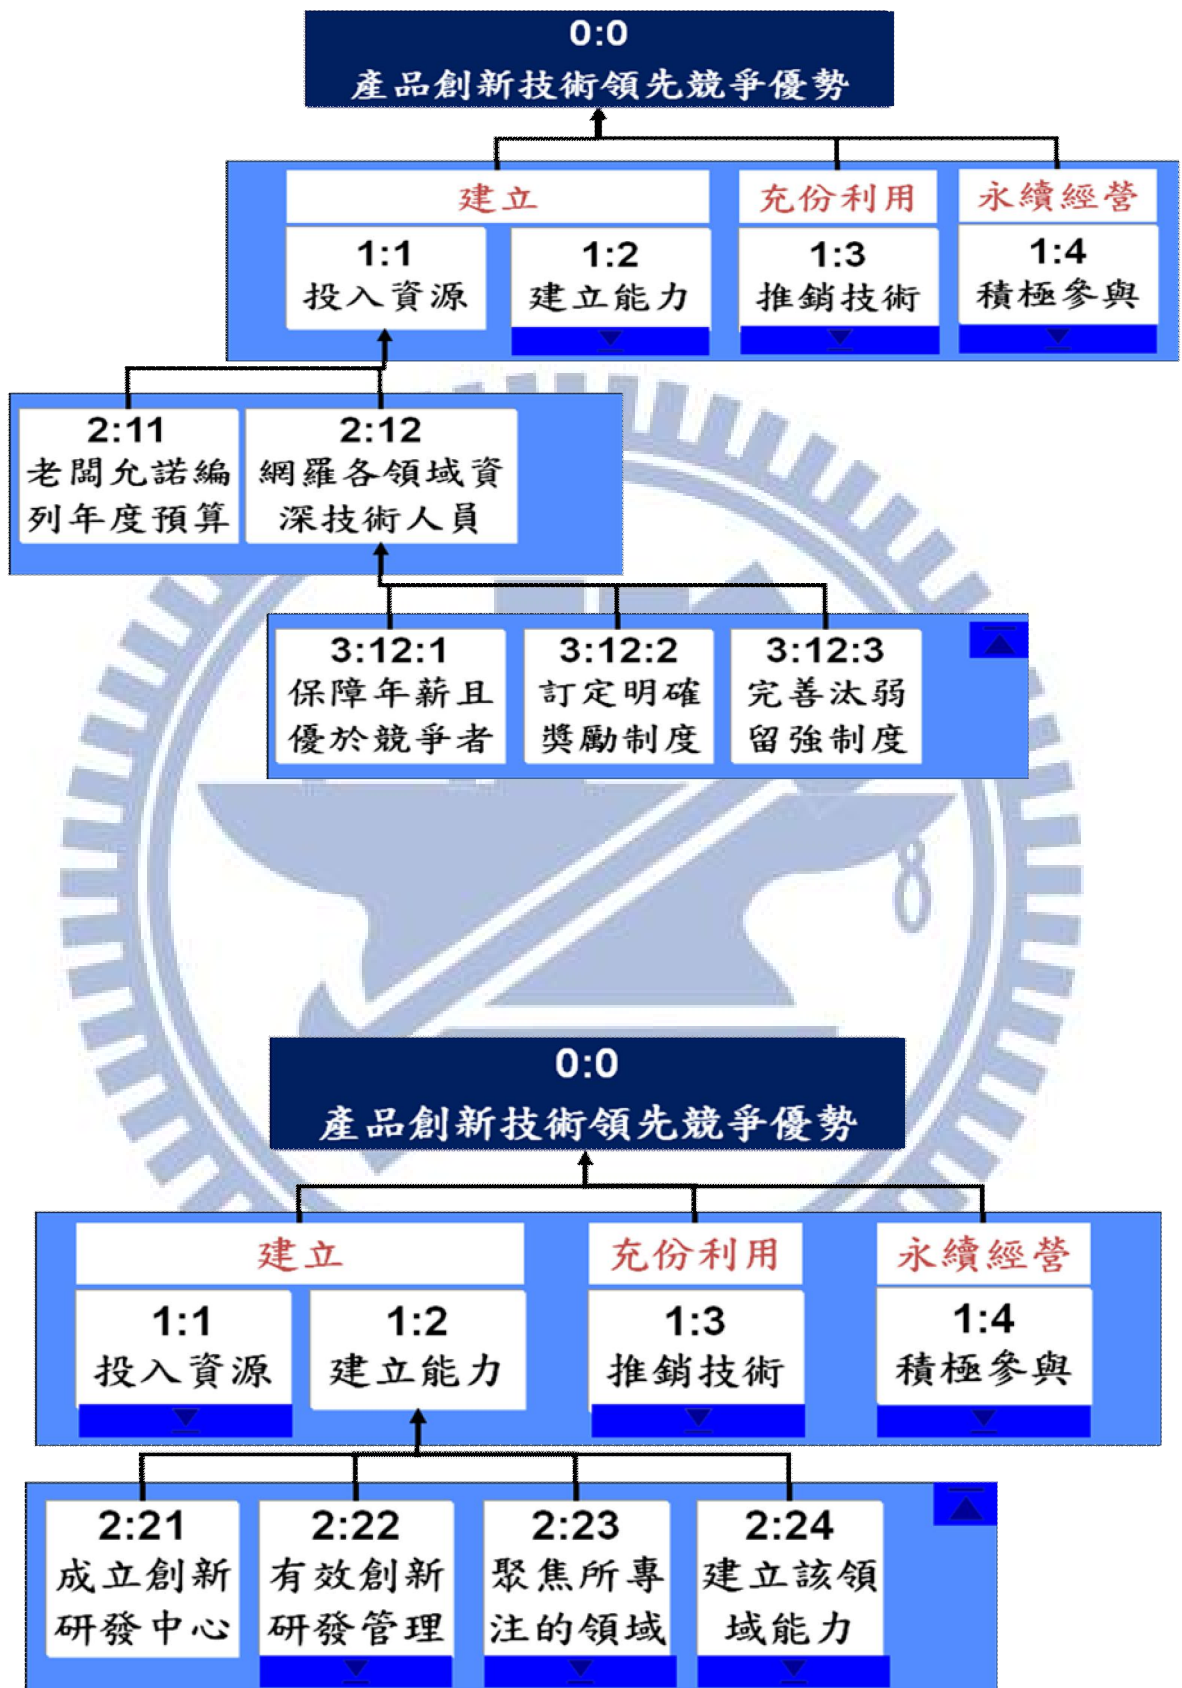 0:0
產品創新技術領先競爭優勢
建立
充份利用
永續經營
1:1
投入資源
1:2
建立能力
1:3
推銷技術
1:4
積極參與
2:11
老闆允諾編
列年度預算
2:12
網羅各領域資
深技術人員
3:12:1
保障年薪且
優於競爭者
3:12:2
訂定明確
獎勵制度
3:12:3
完善汰弱
留強制度
0:0
產品創新技術領先競爭優勢
建立
充份利用
永續經營
1:1
投入資源
1:2
建立能力
1:3
推銷技術
1:4
積極參與
2:21
成立創新
研發中心
2:22
有效創新
研發管理
2:23
聚焦所專
注的領域
2:24
建立該領
域能力